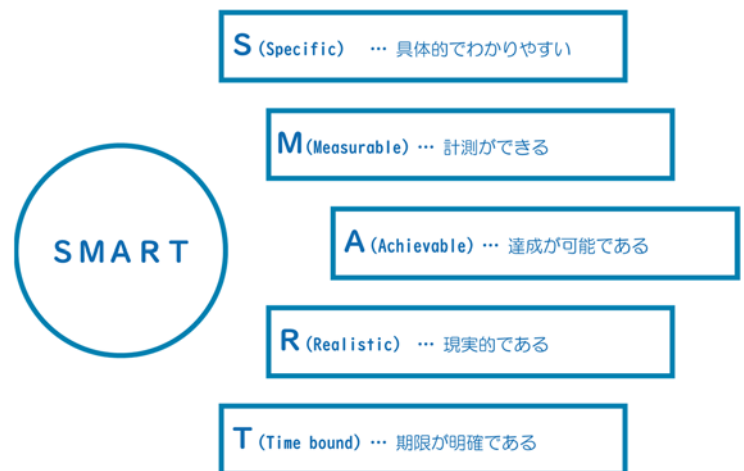 S(Specific) … 具体的でわかりやすい
M(Measurable) … 計測ができる
A(Achievable) … 達成が可能である
SMART
R(Realistic) … 現実的である
T(Time bound) … 期限が明確である